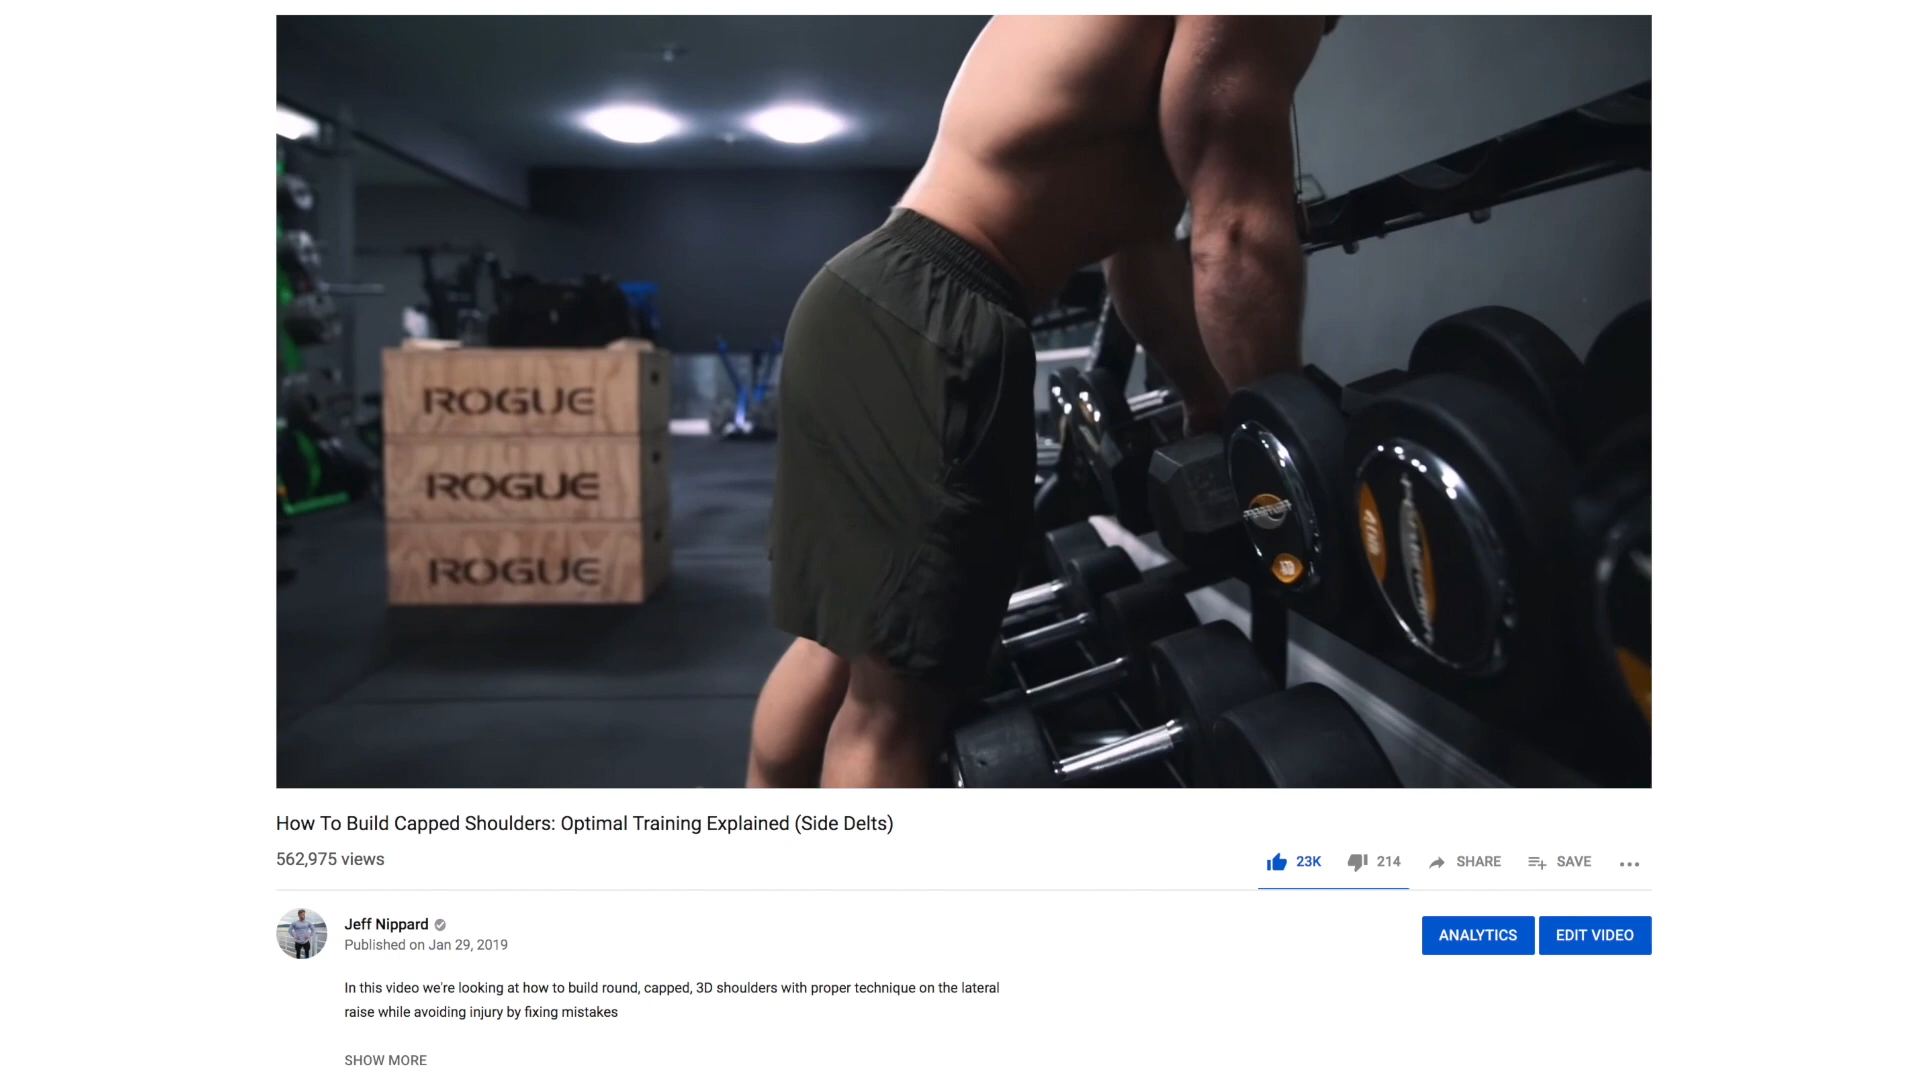 ROGUE
ROGUE
ROGUE
How To Build Capped Shoulders: Optimal Training Explained (Side Delts)
562,975 views
23K
214
SHARE
SAVE
Jeff Nippard
Published on Jan 29, 2019
ANALYTICS
EDIT VIDEO
In this video we're looking at how to build round, capped, 3D shoulders with proper technique on the lateral
raise while avoiding injury by fixing mistakes
SHOW MORE